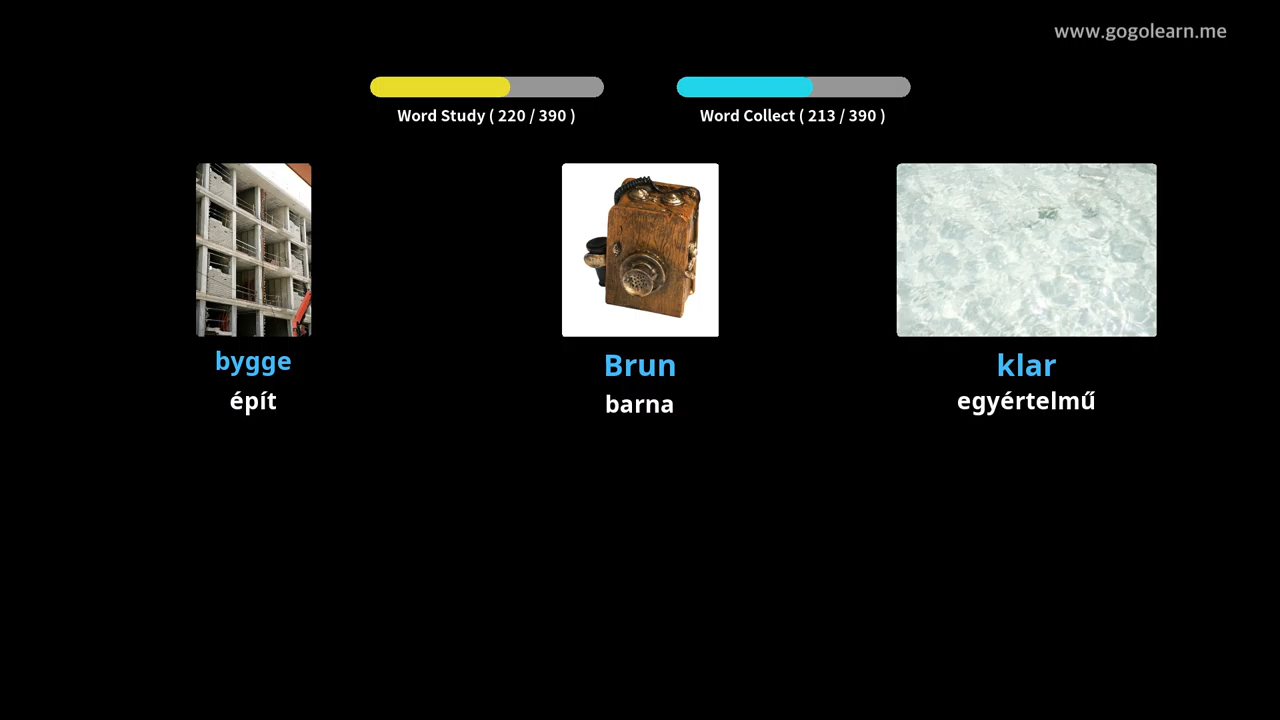 www.gogolearn.me
Word Study ( 220 / 390 )
Word Collect ( 213 / 390 )
bygge
épít
Brun
barna
klar
egyértelmű